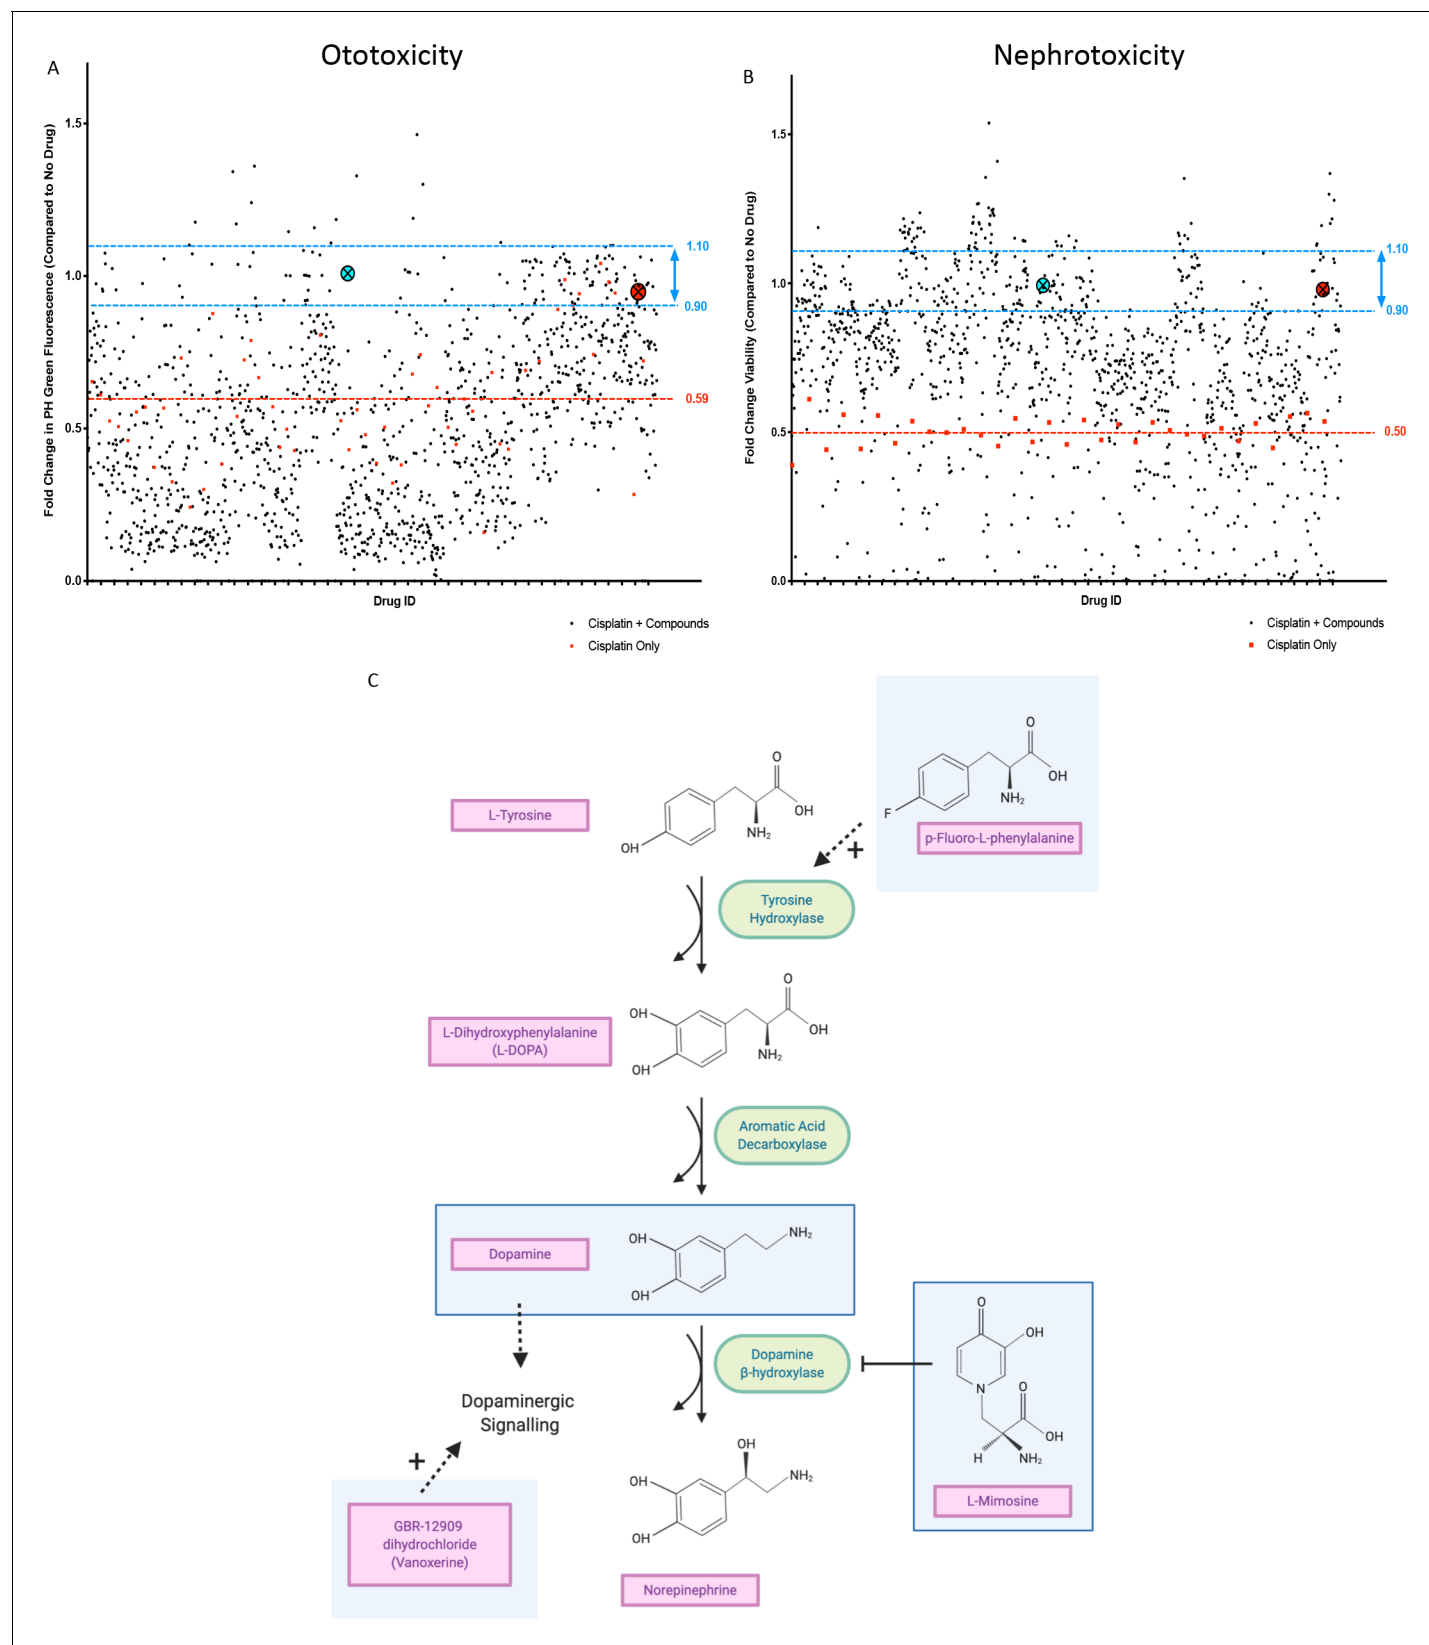 Ototoxicity
A
Fold Change in PH Green Fluorescence (Compared to No Drug)
1.5
1.0
0.5
0.0
1.10
0.90
0.59
Drug ID
Cisplatin + Compounds
Cisplatin Only
Nephrotoxicity
B
Fold Change Viability (Compared to No Drug)
1.5
1.0
0.5
0.0
1.10
0.90
0.50
Drug ID
Cisplatin + Compounds
Cisplatin Only
C
L-Tyrosine
O
OH
NH2
OH
O
OH
NH2
F
p-Fluoro-L-phenylalanine
+
Tyrosine
Hydroxylase
L-Dihydroxyphenylalanine
(L-DOPA)
O
OH
OH
NH2
OH
Aromatic Acid
Decarboxylase
Dopamine
OH
NH2
OH
Dopamine
β-hydroxylase
O
OH
N
O
OH
H
NH2
L-Mimosine
Dopaminergic
Signalling
+
GBR-12909
dihydrochloride
(Vanoxerine)
OH
OH
NH2
OH
Norepinephrine